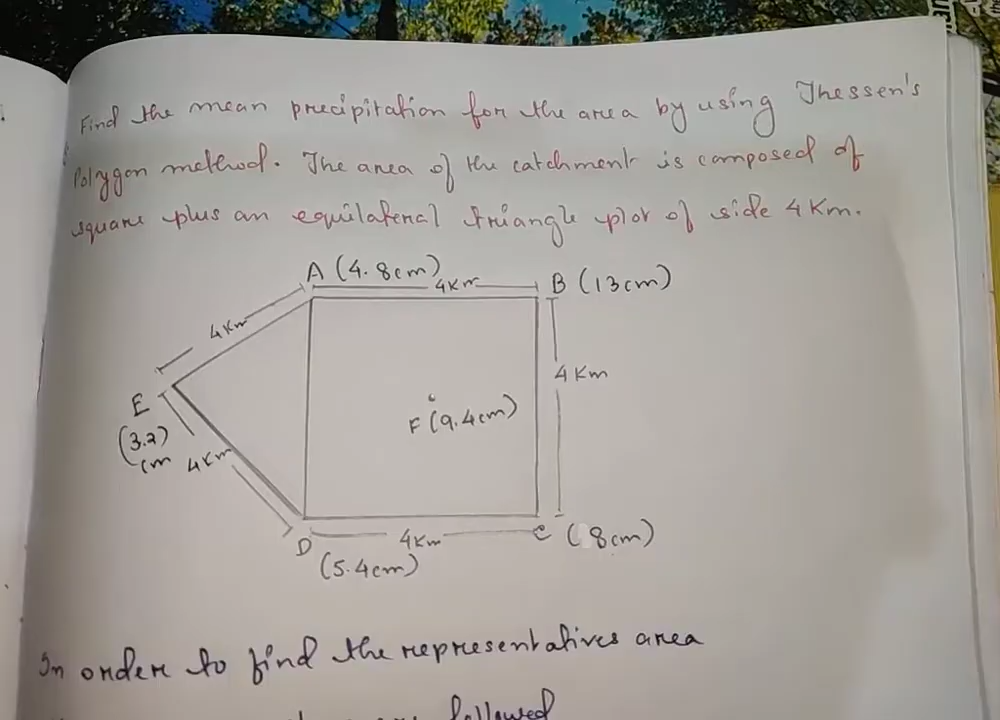 Find the mean precipitation for the area by using Thessen's
Polygon method. The area of the catchment is composed of
square plus an equilateral triangle plot of side 4 Km.
A (4.8cm)
4Km
B (13cm)
4Km
4 Km
E
(3.2)
cm
F (9.4cm)
4Km
D
4Km
C (8cm)
(5.4cm)
In order to find the representatives area
followed